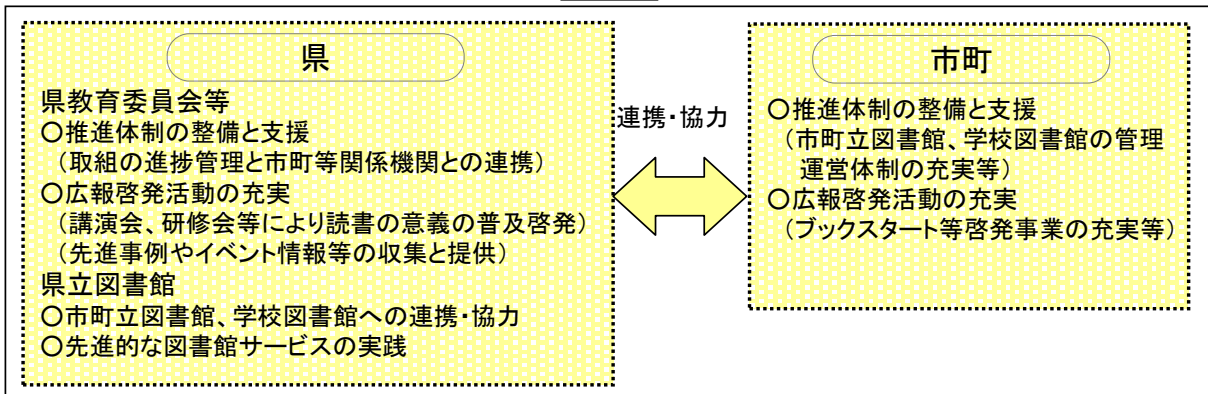 県
県教育委員会等
○推進体制の整備と支援
(取組の進捗管理と市町等関係機関との連携)
○広報啓発活動の充実
(講演会、研修会等により読書の意義の普及啓発)
(先進事例やイベント情報等の収集と提供)
県立図書館
○市町立図書館、学校図書館への連携・協力
○先進的な図書館サービスの実践
連携・協力
市町
○推進体制の整備と支援
(市町立図書館、学校図書館の管理
運営体制の充実等)
○広報啓発活動の充実
(ブックスタート等啓発事業の充実等)